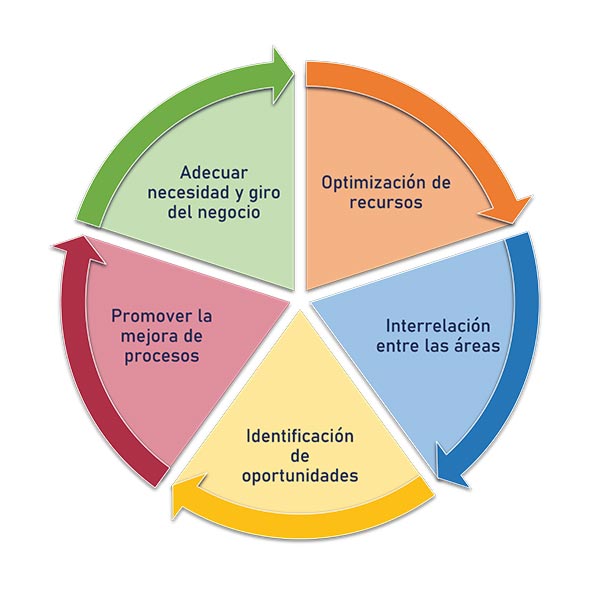 Adecuar
necesidad y giro
del negocio
Optimización de
recursos
Interrelación
entre las áreas
Identificación
de
oportunidades
Promover la
mejora de
procesos